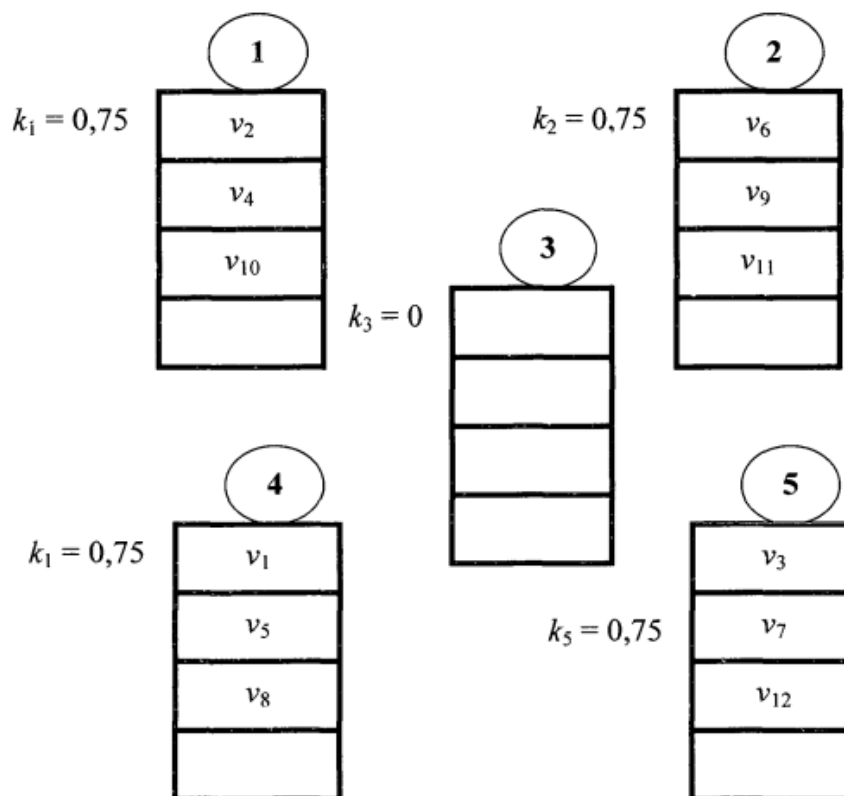 1
k₁ = 0,75
v₂
v₄
v₁₀
2
k₂ = 0,75
v₆
v₉
v₁₁
3
k₃ = 0
4
k₁ = 0,75
v₁
v₅
v₈
5
v₃
k₅ = 0,75
v₇
v₁₂